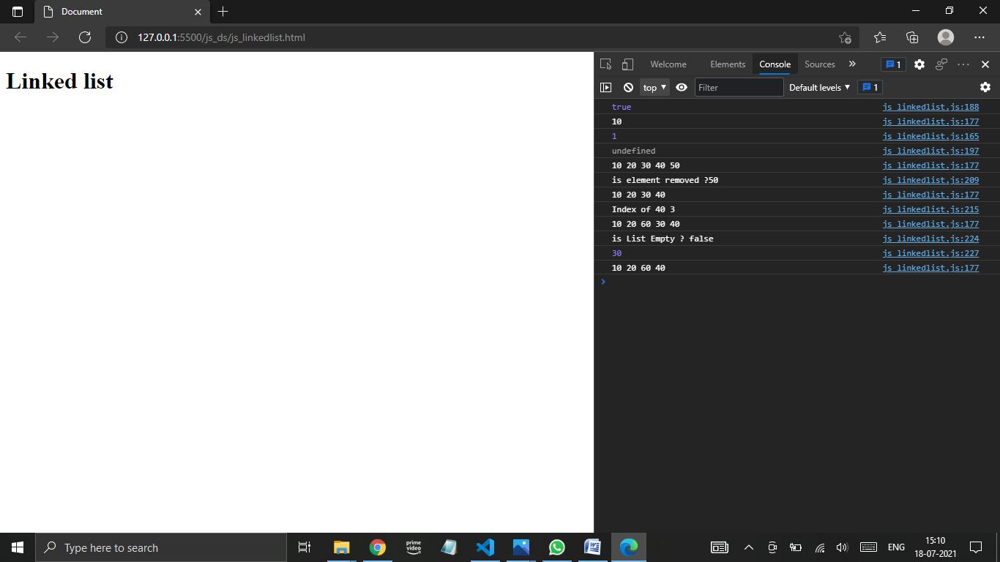 Document
127.0.0.1:5500/js_ds/js_linkedlist.html
Linked list
Welcome Elements Console Sources 1
top Filter Default levels 1
true js_linkedlist.js:188
10 js_linkedlist.js:177
1 js_linkedlist.js:165
undefined js_linkedlist.js:197
10 20 30 40 50 js_linkedlist.js:177
is element removed ?50 js_linkedlist.js:209
10 20 30 40 js_linkedlist.js:177
Index of 40 3 js_linkedlist.js:215
10 20 60 30 40 js_linkedlist.js:177
is List Empty ? false js_linkedlist.js:224
30 js_linkedlist.js:227
10 20 60 40 js_linkedlist.js:177
Type here to search
prime
video
ENG
15:10
18-07-2021